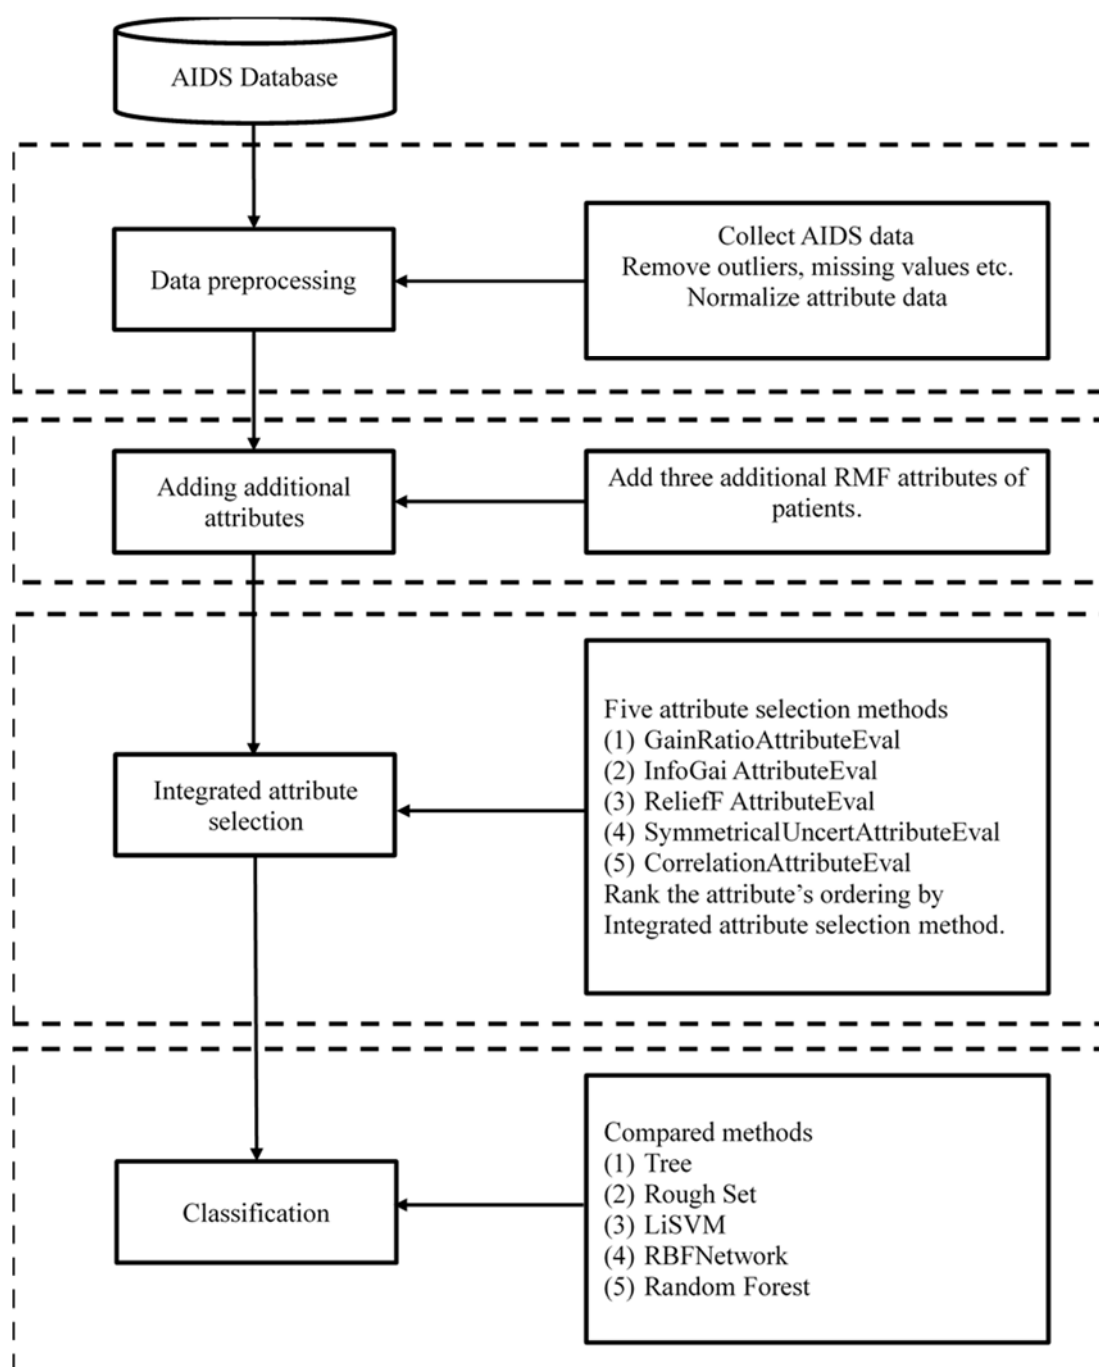 AIDS Database
Data preprocessing
Collect AIDS data
Remove outliers, missing values etc.
Normalize attribute data
Adding additional
attributes
Add three additional RMF attributes of
patients.
Integrated attribute
selection
Five attribute selection methods
(1) GainRatioAttributeEval
(2) InfoGai AttributeEval
(3) ReliefF AttributeEval
(4) SymmetricalUncertAttributeEval
(5) CorrelationAttributeEval
Rank the attribute’s ordering by
Integrated attribute selection method.
Classification
Compared methods
(1) Tree
(2) Rough Set
(3) LiSVM
(4) RBFNetwork
(5) Random Forest